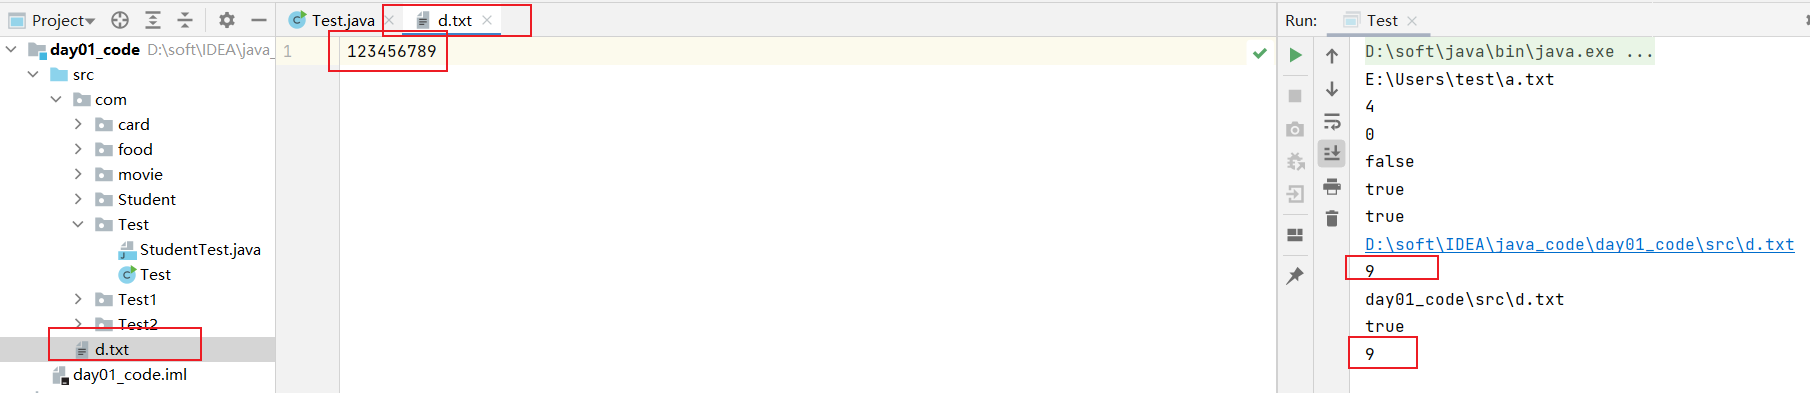 Project
day01_code D:\soft\IDEA\java_
src
com
card
food
movie
Student
Test
StudentTest.java
Test
Test1
Test2
d.txt
day01_code.iml
Test.java d.txt
1 123456789
Run: Test
D:\soft\java\bin\java.exe ...
E:\Users\test\a.txt
4
0
false
true
true
D:\soft\IDEA\java_code\day01_code\src\d.txt
9
day01_code\src\d.txt
true
9